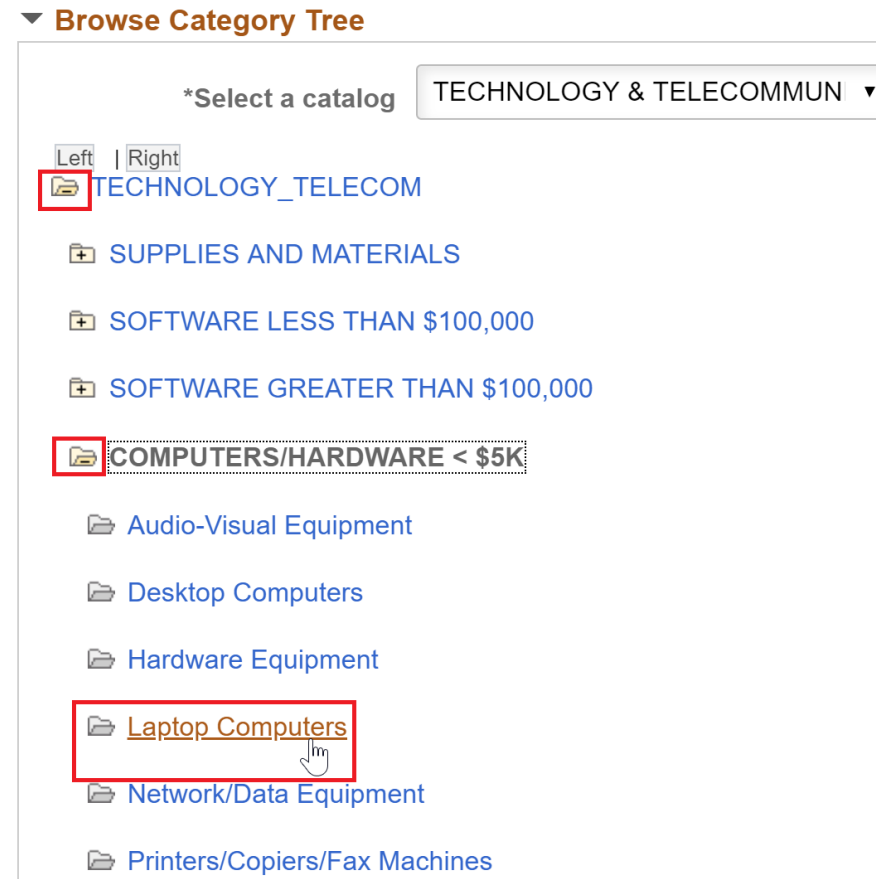 Browse Category Tree
*Select a catalog TECHNOLOGY & TELECOMMUN
Left | Right
TECHNOLOGY_TELECOM
SUPPLIES AND MATERIALS
SOFTWARE LESS THAN $100,000
SOFTWARE GREATER THAN $100,000
COMPUTERS/HARDWARE < $5K
Audio-Visual Equipment
Desktop Computers
Hardware Equipment
Laptop Computers
Network/Data Equipment
Printers/Copiers/Fax Machines